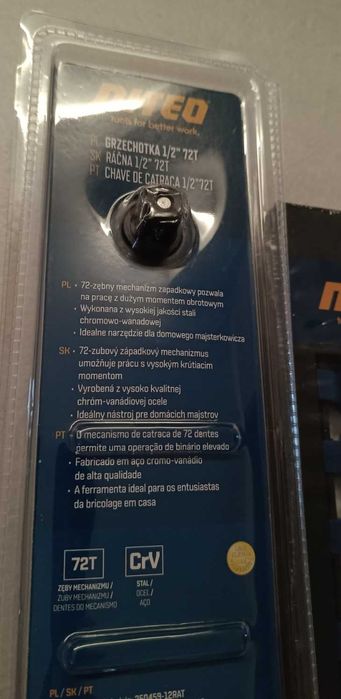 NITEO
Tools for better work.
PL GRZECHOTKA 1/2" 72T
SK RÁČNA 1/2" 72T
PT CHAVE DE CATRACA 1/2"72T
PL • 72-zębny mechanizm zapadkowy pozwala
na pracę z dużym momentem obrotowym
• Wykonana z wysokiej jakości stali
chromowo-wanadowej
• Idealne narzędzie dla domowego majsterkowicza
SK • 72-zubový západkový mechanizmus
umožňuje prácu s vysokým krútiacim
momentom
• Vyrobená z vysoko kvalitnej
chróm-vanádiovej ocele
• Ideálny nástroj pre domácich majstrov
PT • O mecanismo de catraca de 72 dentes
permite uma operação de binário elevado
• Fabricado em aço cromo-vanádio
de alta qualidade
• A ferramenta ideal para os entusiastas
da bricolage em casa
72T
ZĘBY MECHANIZMU /
ZUBY MECHANIZMU /
DENTES DO MECANISMO
CrV
STAL /
OCEĽ /
AÇO
PL / SK / PT